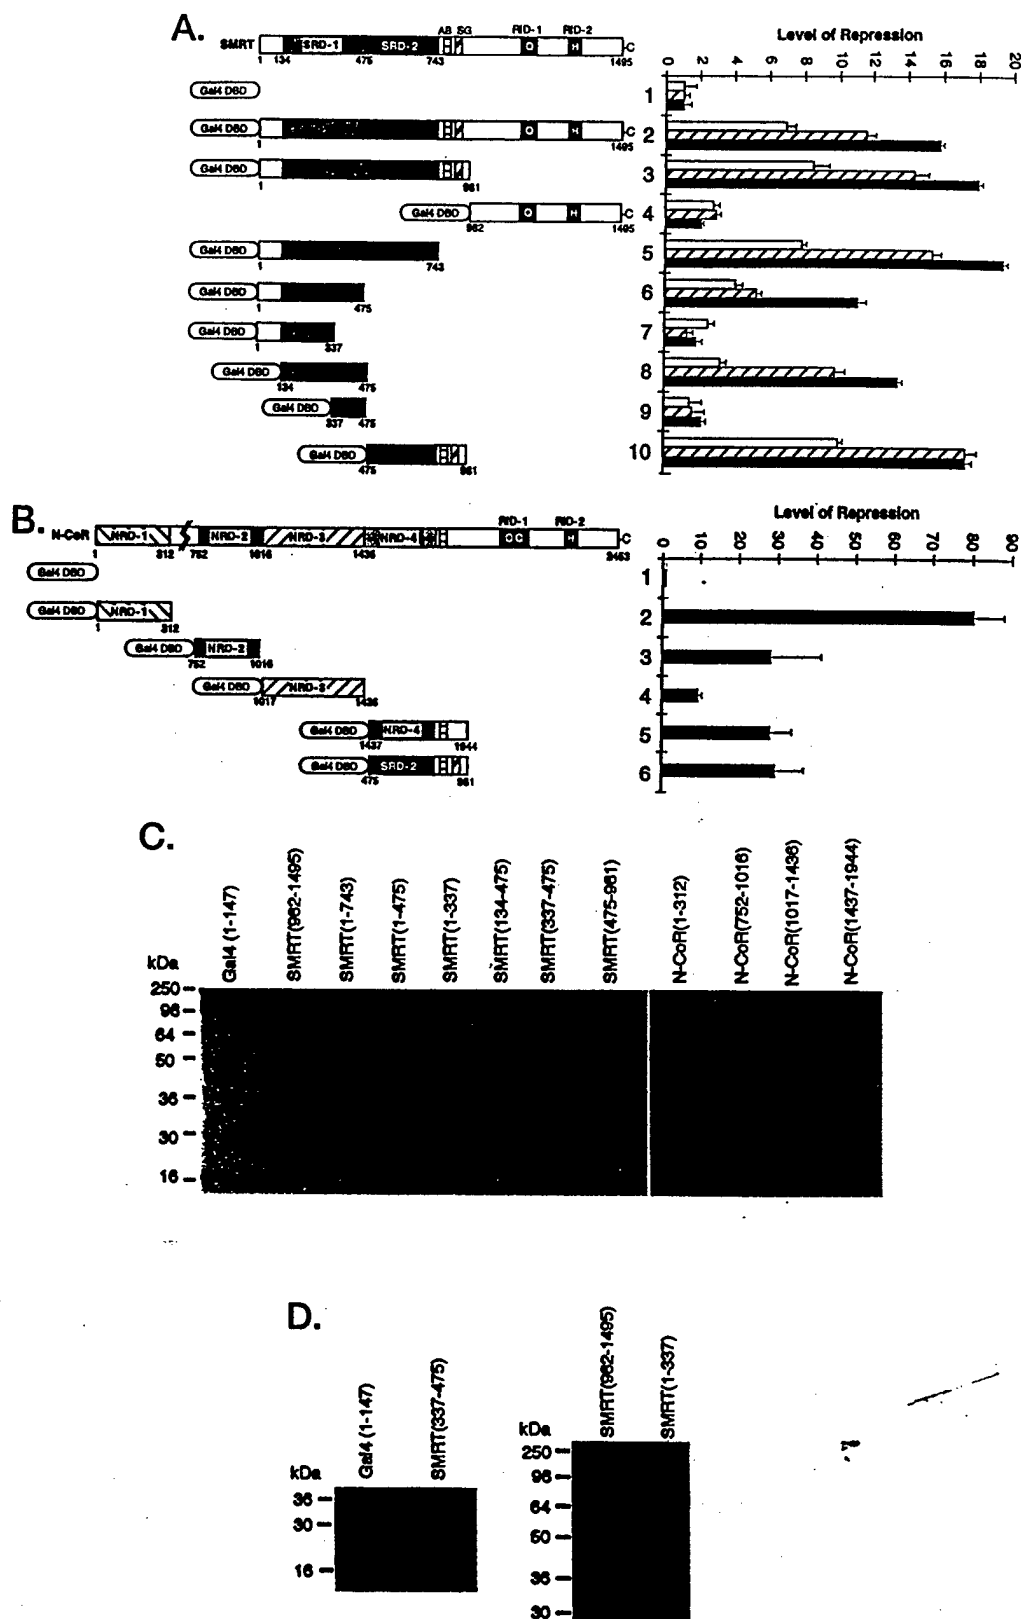 A.
Level of Repression
0 2 4 6 8 10 12 14 16 18 20
AB SG RID-1 RID-2
SMRT SRD-1 SRD-2 Q H C
1 134 475 743 1495
Gal4 DBD 1
Gal4 DBD Q H C 2
1 1495
Gal4 DBD 3
1 961
Gal4 DBD Q H C 4
962 1495
Gal4 DBD 5
1 743
Gal4 DBD 6
1 475
Gal4 DBD 7
1 337
Gal4 DBD 8
134 475
Gal4 DBD 9
337 475
Gal4 DBD 10
475 961
B.
Level of Repression
0 10 20 30 40 50 60 70 80 90
RID-1 RID-2
N-CoR NRD-1 NRD-2 NRD-3 NRD-4 H C
1 312 752 1016 1436 2453
Gal4 DBD 1
Gal4 DBD NRD-1 2
1 312
Gal4 DBD NRD-2 3
752 1016
Gal4 DBD NRD-3 4
1017 1436
Gal4 DBD NRD-4 5
1437 1944
Gal4 DBD SRD-2 6
475 961
C.
kDa
Gal4 (1-147)
SMRT(962-1495)
SMRT(1-743)
SMRT(1-475)
SMRT(1-337)
SMRT(134-475)
SMRT(337-475)
SMRT(475-961)
N-CoR(1-312)
N-CoR(752-1016)
N-CoR(1017-1436)
N-CoR(1437-1944)
250
98
64
50
36
30
16
D.
kDa
Gal4 (1-147)
SMRT(337-475)
36
30
16
kDa
SMRT(962-1495)
SMRT(1-337)
250
98
64
50
36
30